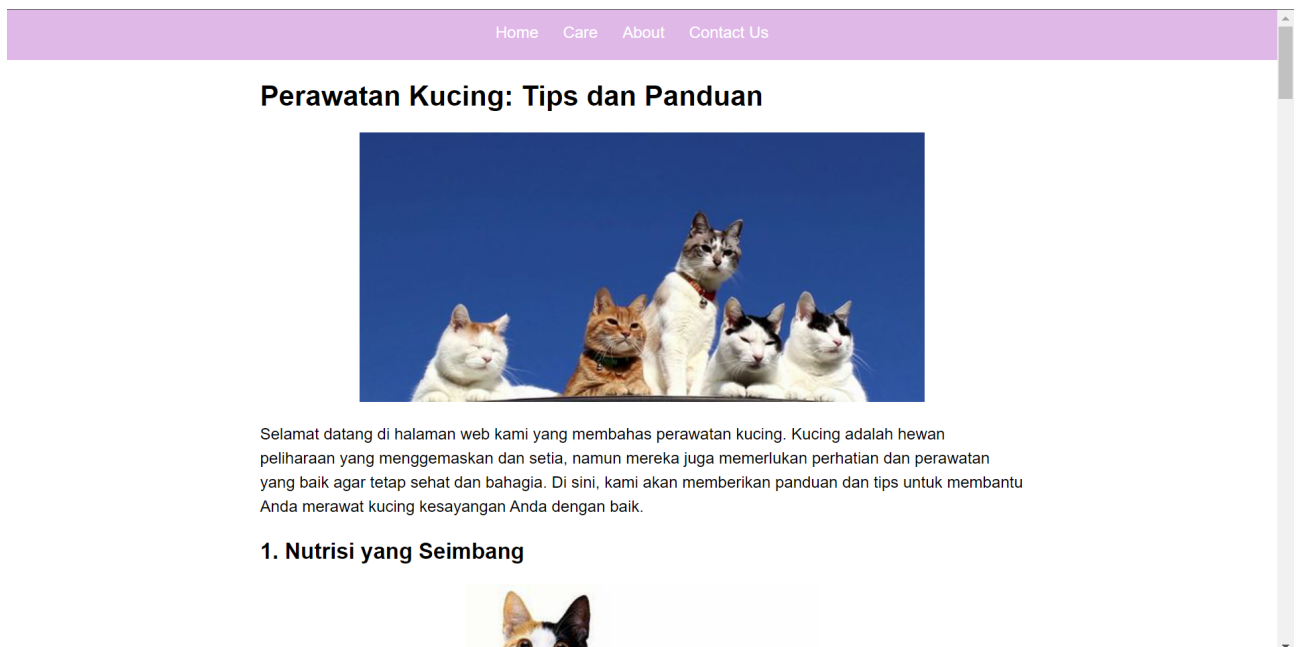 Home Care About Contact Us
Perawatan Kucing: Tips dan Panduan
Selamat datang di halaman web kami yang membahas perawatan kucing. Kucing adalah hewan
peliharaan yang menggemaskan dan setia, namun mereka juga memerlukan perhatian dan perawatan
yang baik agar tetap sehat dan bahagia. Di sini, kami akan memberikan panduan dan tips untuk membantu
Anda merawat kucing kesayangan Anda dengan baik.
1. Nutrisi yang Seimbang